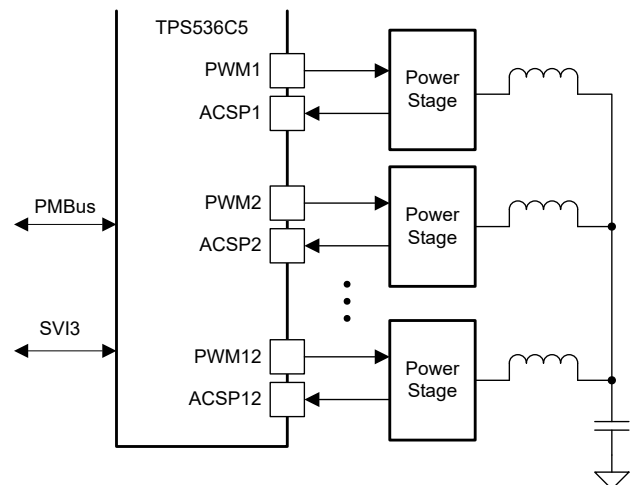 TPS536C5
PWM1
ACSP1
Power
Stage
PMBus
PWM2
ACSP2
Power
Stage
SVI3
PWM12
ACSP12
Power
Stage